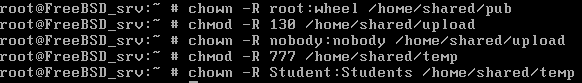 root@FreeBSD_srv:~ # chown -R root:wheel /home/shared/pub
root@FreeBSD_srv:~ # chmod -R 130 /home/shared/upload
root@FreeBSD_srv:~ # chown -R nobody:nobody /home/shared/upload
root@FreeBSD_srv:~ # chmod -R 777 /home/shared/temp
root@FreeBSD_srv:~ # chown -R Student:Students /home/shared/temp